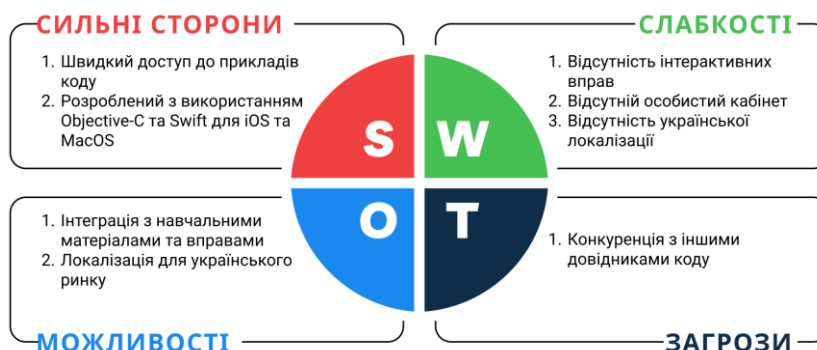 СИЛЬНІ СТОРОНИ
1. Швидкий доступ до прикладів
коду
2. Розроблений з використанням
Objective-C та Swift для iOS та
MacOS
СЛАБКОСТІ
1. Відсутність інтерактивних
вправ
2. Відсутній особистий кабінет
3. Відсутність української
локалізації
S W
O T
1. Інтеграція з навчальними
матеріалами та вправами
2. Локалізація для українського
ринку
МОЖЛИВОСТІ
1. Конкуренція з іншими
довідниками коду
ЗАГРОЗИ